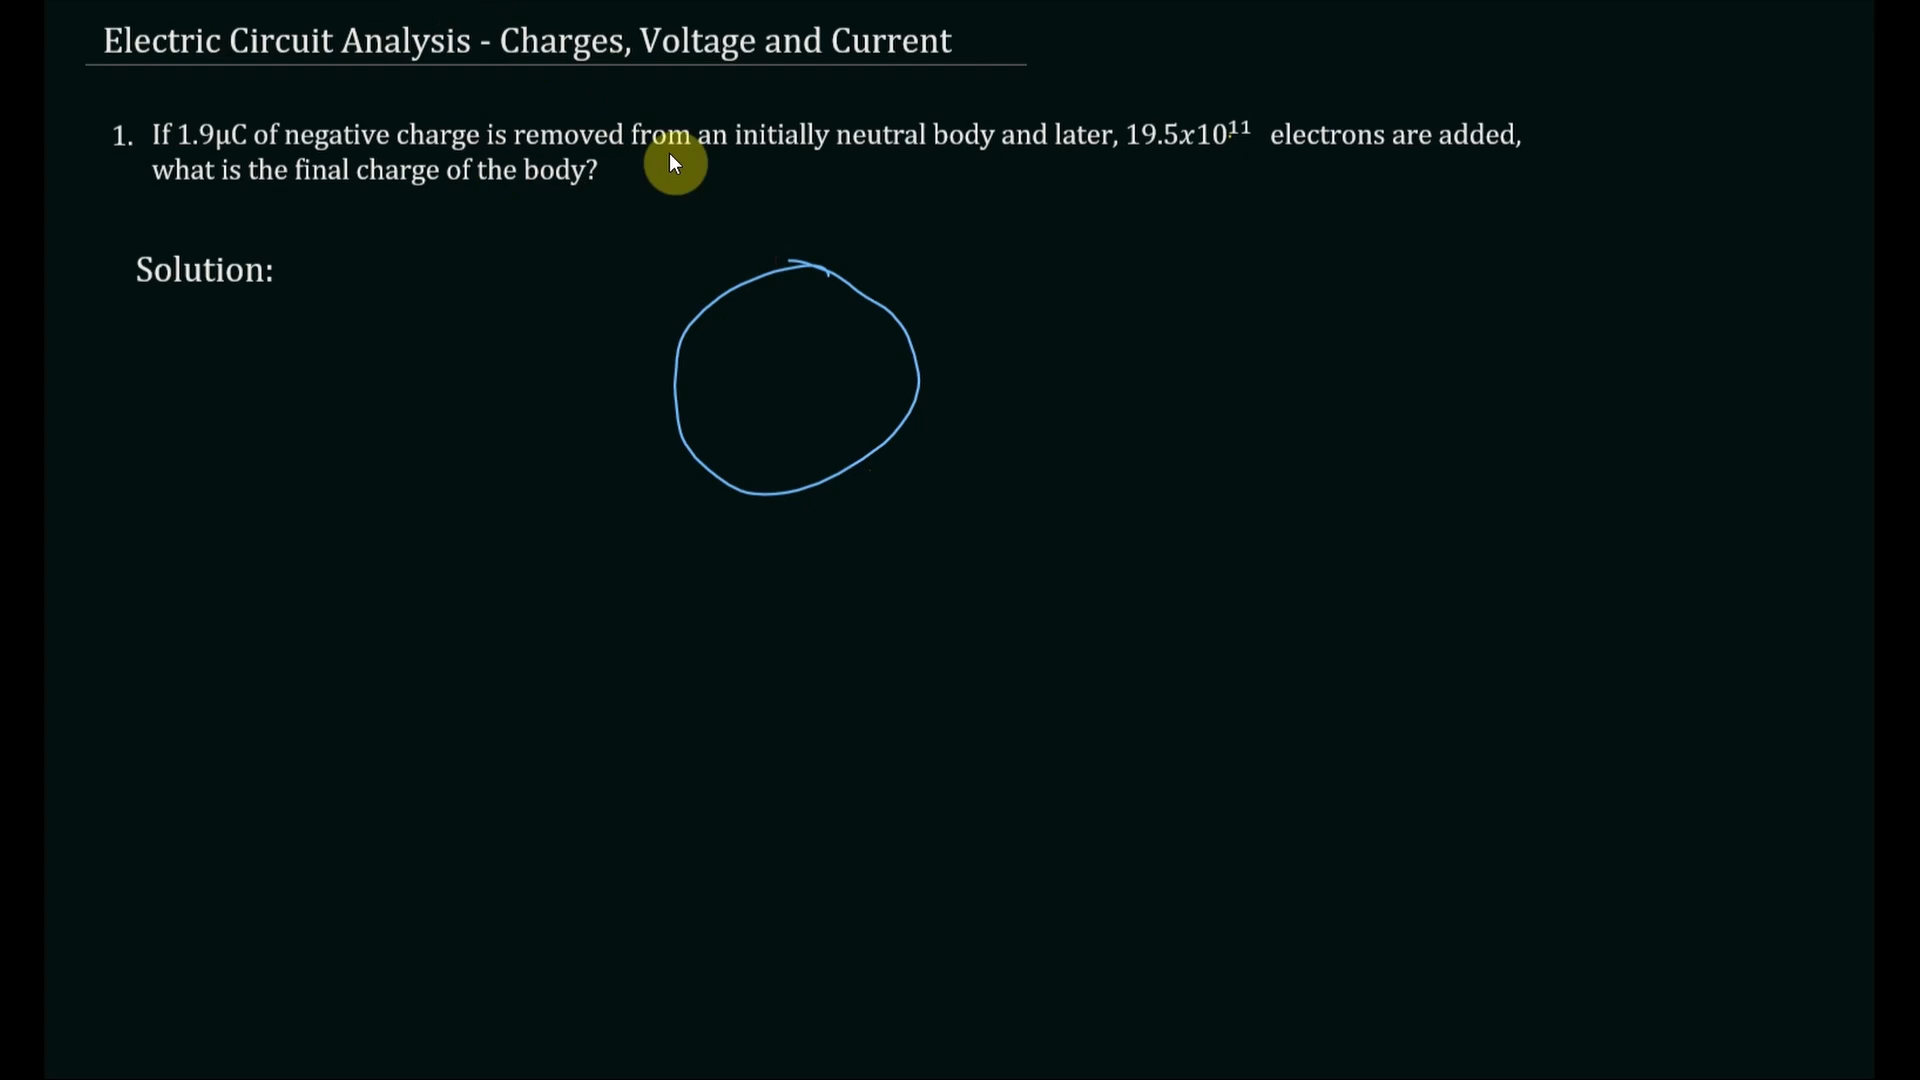 Electric Circuit Analysis - Charges, Voltage and Current
1. If 1.9μC of negative charge is removed from an initially neutral body and later, 19.5x10¹¹ electrons are added,
what is the final charge of the body?
Solution: